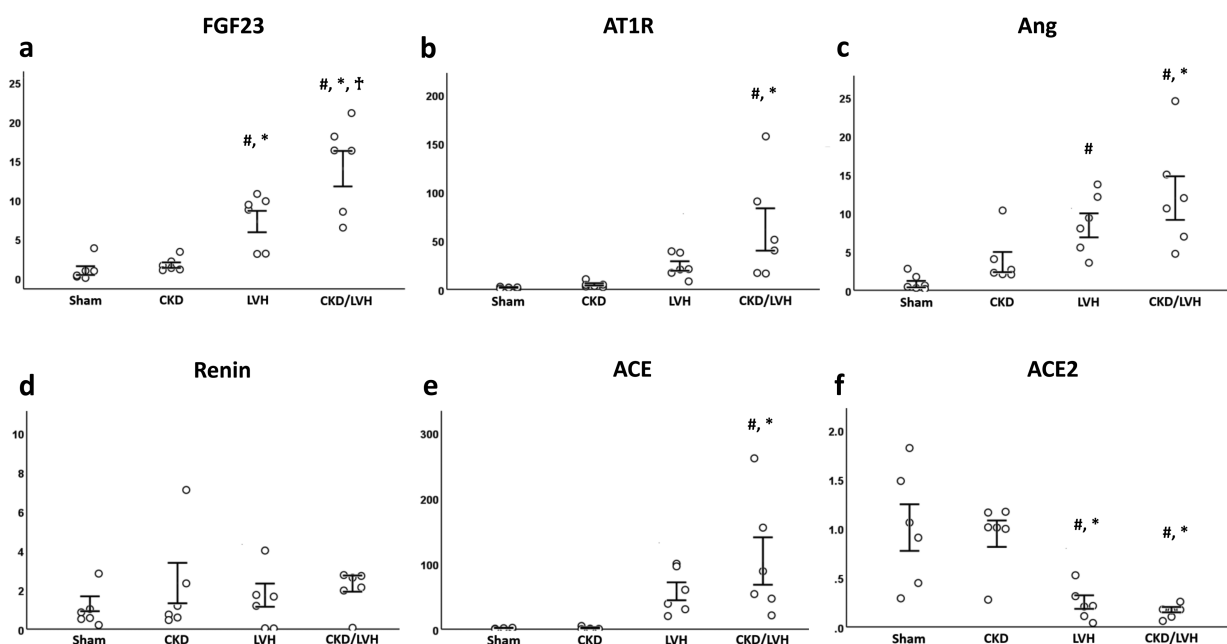 FGF23
a
#, *, †
#, *
25
20
15
10
5
0
Sham CKD LVH CKD/LVH
AT1R
b
#, *
200
150
100
50
0
Sham CKD LVH CKD/LVH
Ang
c
#, *
#
25
20
15
10
5
0
Sham CKD LVH CKD/LVH
Renin
d
10
8
6
4
2
0
Sham CKD LVH CKD/LVH
ACE
e
#, *
300
200
100
0
Sham CKD LVH CKD/LVH
ACE2
f
#, *
#, *
2.0
1.5
1.0
.5
.0
Sham CKD LVH CKD/LVH